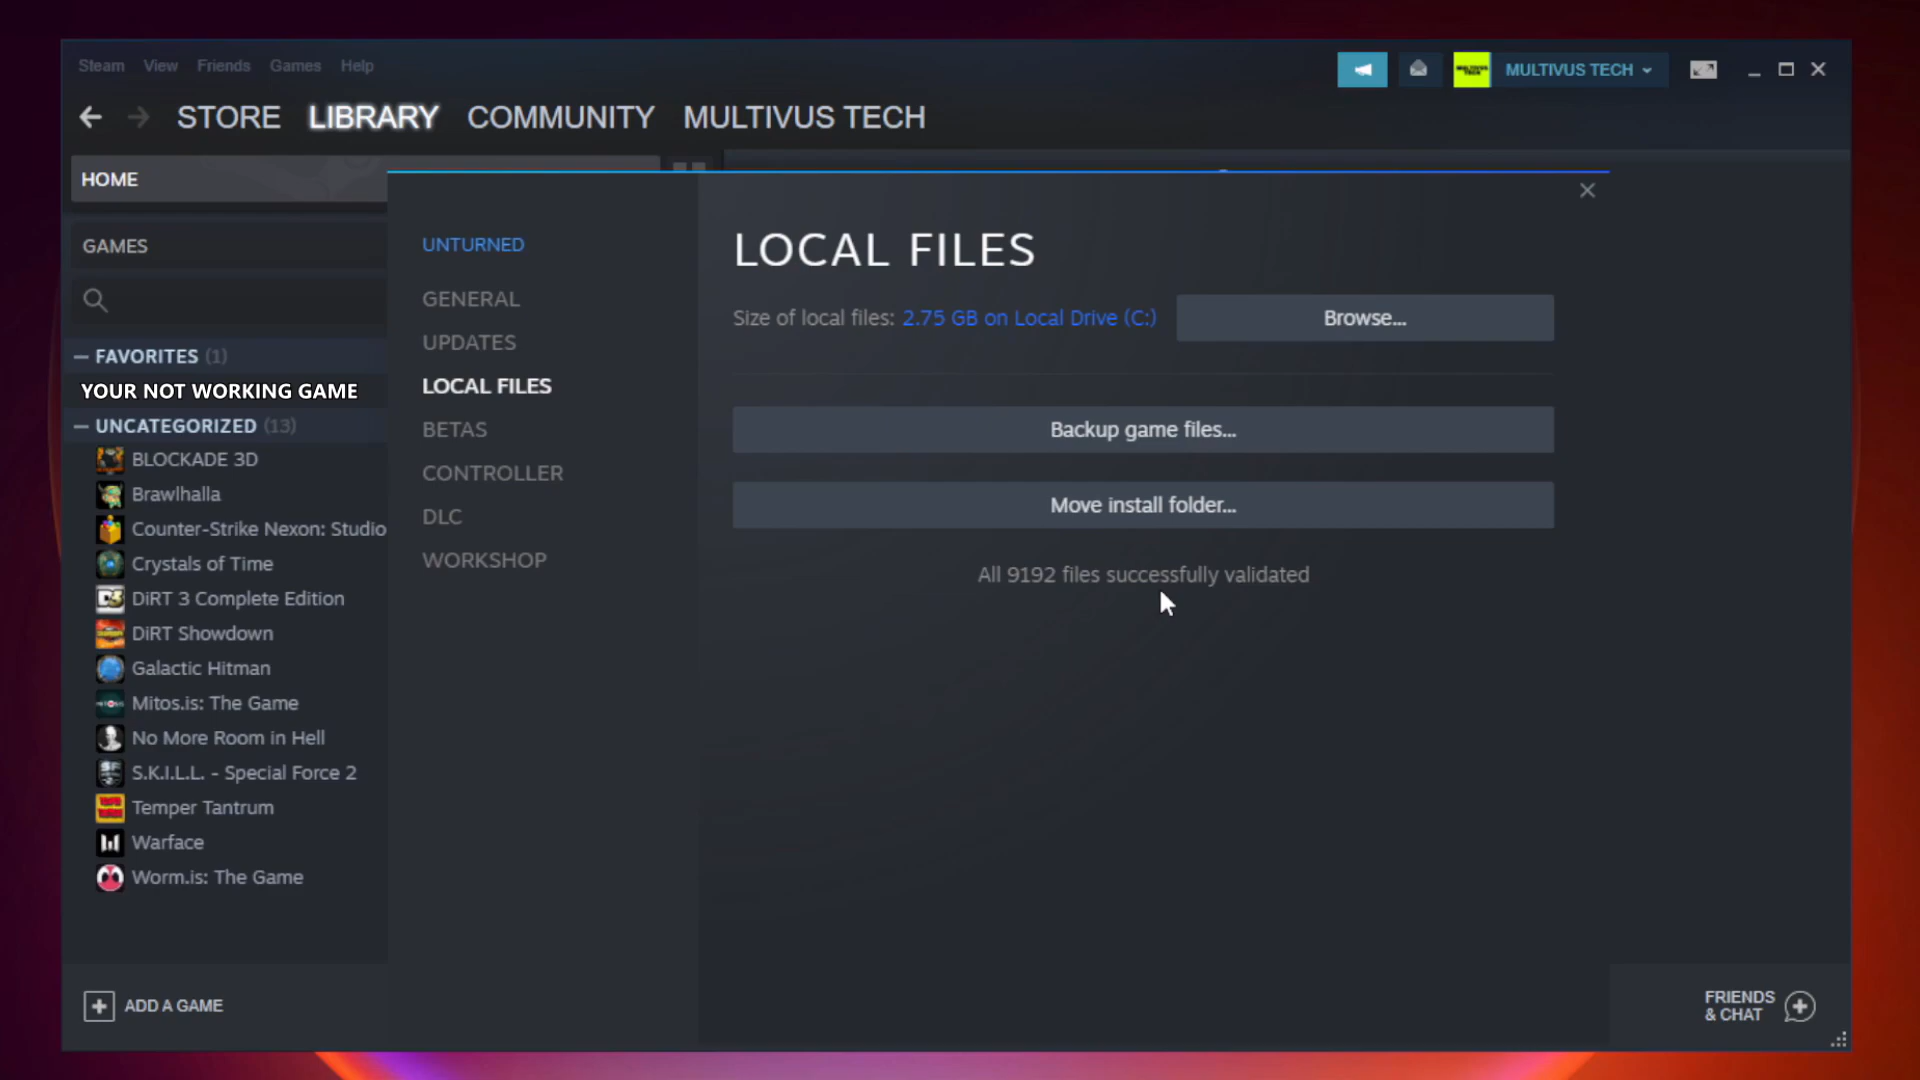 Steam View Friends Games Help
MULTIVUS TECH
STORE LIBRARY COMMUNITY MULTIVUS TECH
HOME
GAMES
— FAVORITES (1)
YOUR NOT WORKING GAME
— UNCATEGORIZED (13)
BLOCKADE 3D
Brawlhalla
Counter-Strike Nexon: Studio
Crystals of Time
DiRT 3 Complete Edition
DiRT Showdown
Galactic Hitman
Mitos.is: The Game
No More Room in Hell
S.K.I.L.L. - Special Force 2
Temper Tantrum
Warface
Worm.is: The Game
ADD A GAME
UNTURNED
GENERAL
UPDATES
LOCAL FILES
BETAS
CONTROLLER
DLC
WORKSHOP
LOCAL FILES
Size of local files: 2.75 GB on Local Drive (C:) Browse...
Backup game files...
Move install folder...
All 9192 files successfully validated
FRIENDS
& CHAT